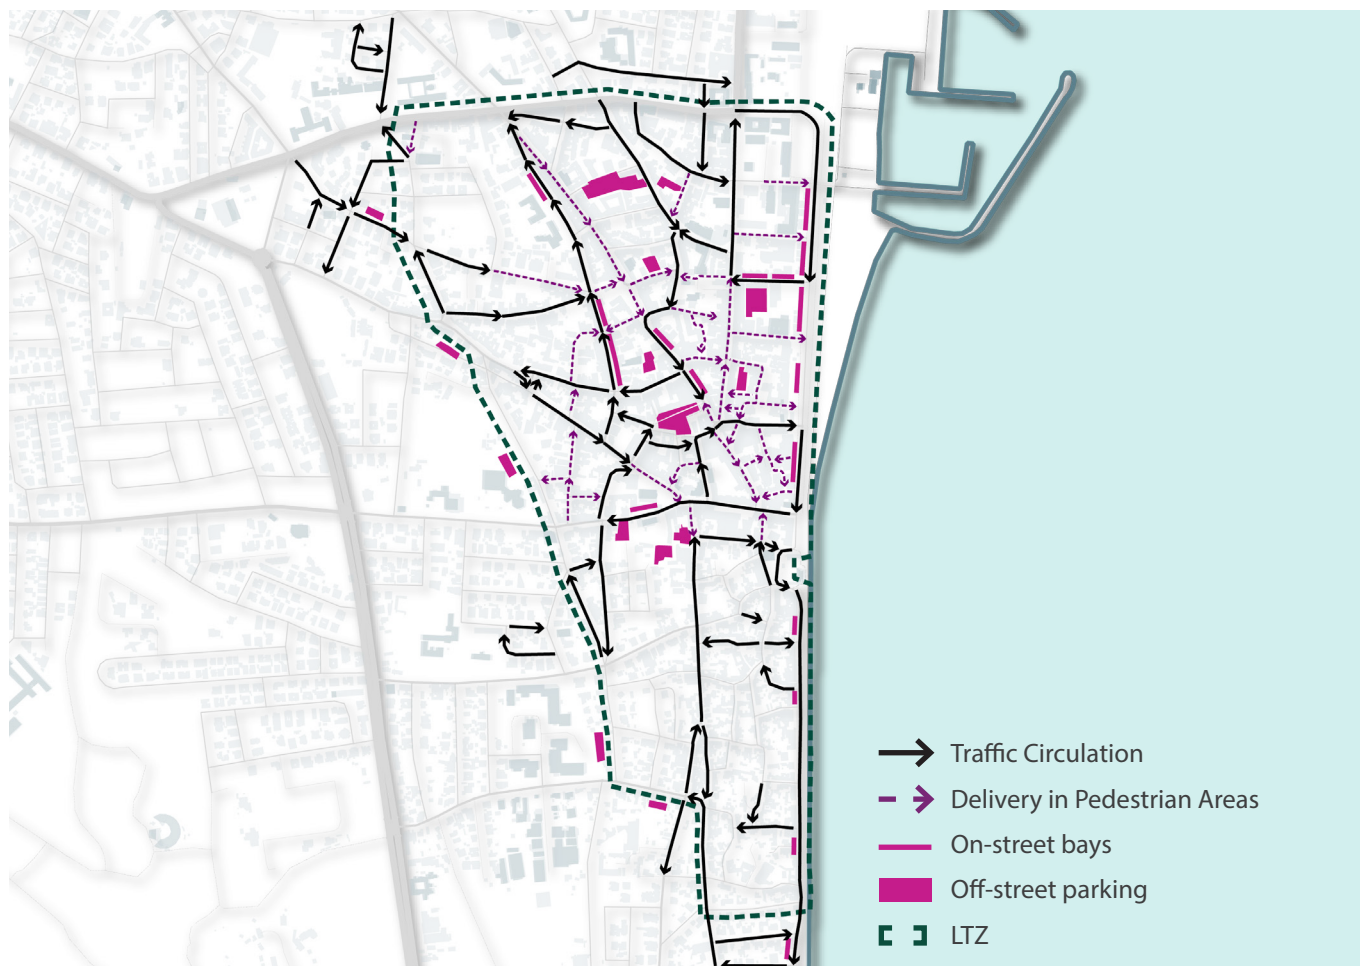 Traffic Circulation
Delivery in Pedestrian Areas
On-street bays
Off-street parking
LTZ